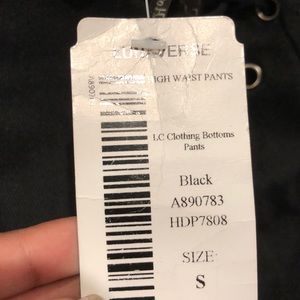 HIGH WAIST PANTS
LC Clothing Bottoms
Pants
Black
A890783
HDP7808
SIZE:
S